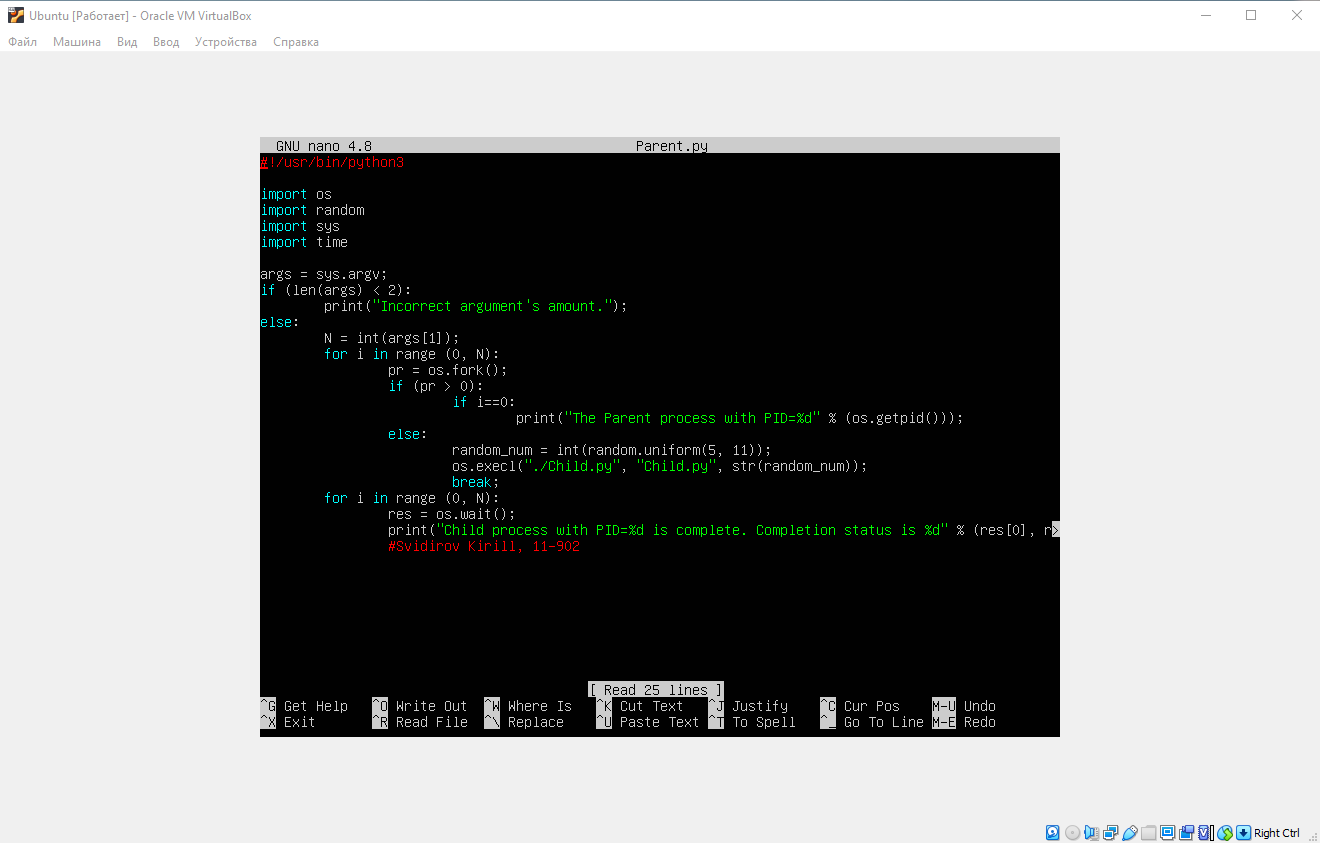 Ubuntu [Работает] - Oracle VM VirtualBox
Файл Машина Вид Ввод Устройства Справка
GNU nano 4.8 Parent.py
#!/usr/bin/python3
import os
import random
import sys
import time
args = sys.argv;
if (len(args) < 2):
        print("Incorrect argument's amount.");
else:
        N = int(args[1]);
        for i in range (0, N):
                pr = os.fork();
                if (pr > 0):
                        if i==0:
                                print("The Parent process with PID=%d" % (os.getpid()));
                else:
                        random_num = int(random.uniform(5, 11));
                        os.execl("./Child.py", "Child.py", str(random_num));
                        break;
        for i in range (0, N):
                res = os.wait();
                print("Child process with PID=%d is complete. Completion status is %d" % (res[0], r>
                #Svidirov Kirill, 11-902
[ Read 25 lines ]
^G Get Help ^O Write Out ^W Where Is ^K Cut Text ^J Justify ^C Cur Pos M-U Undo
^X Exit ^R Read File ^\ Replace ^U Paste Text ^T To Spell ^_ Go To Line M-E Redo
Right Ctrl